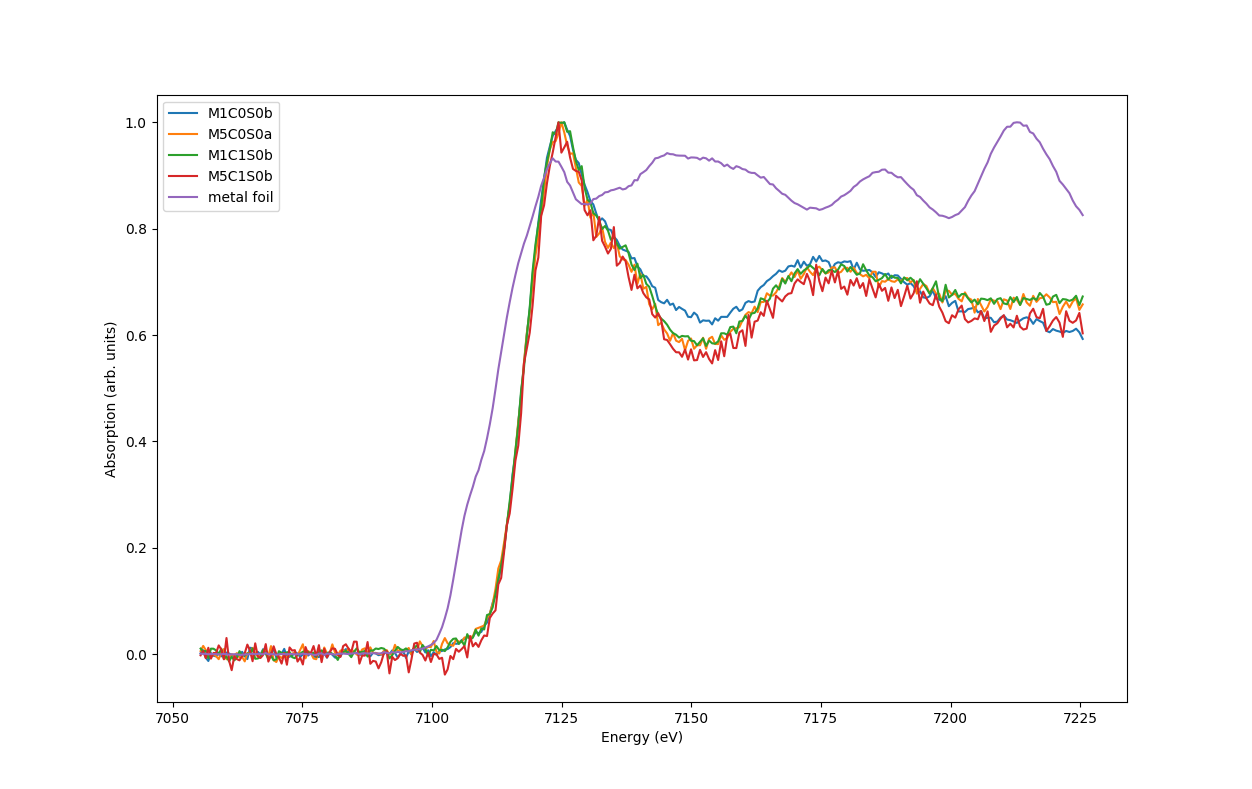 M1C0S0b
M5C0S0a
M1C1S0b
M5C1S0b
metal foil
1.0
0.8
0.6
0.4
0.2
0.0
Absorption (arb. units)
7050 7075 7100 7125 7150 7175 7200 7225
Energy (eV)